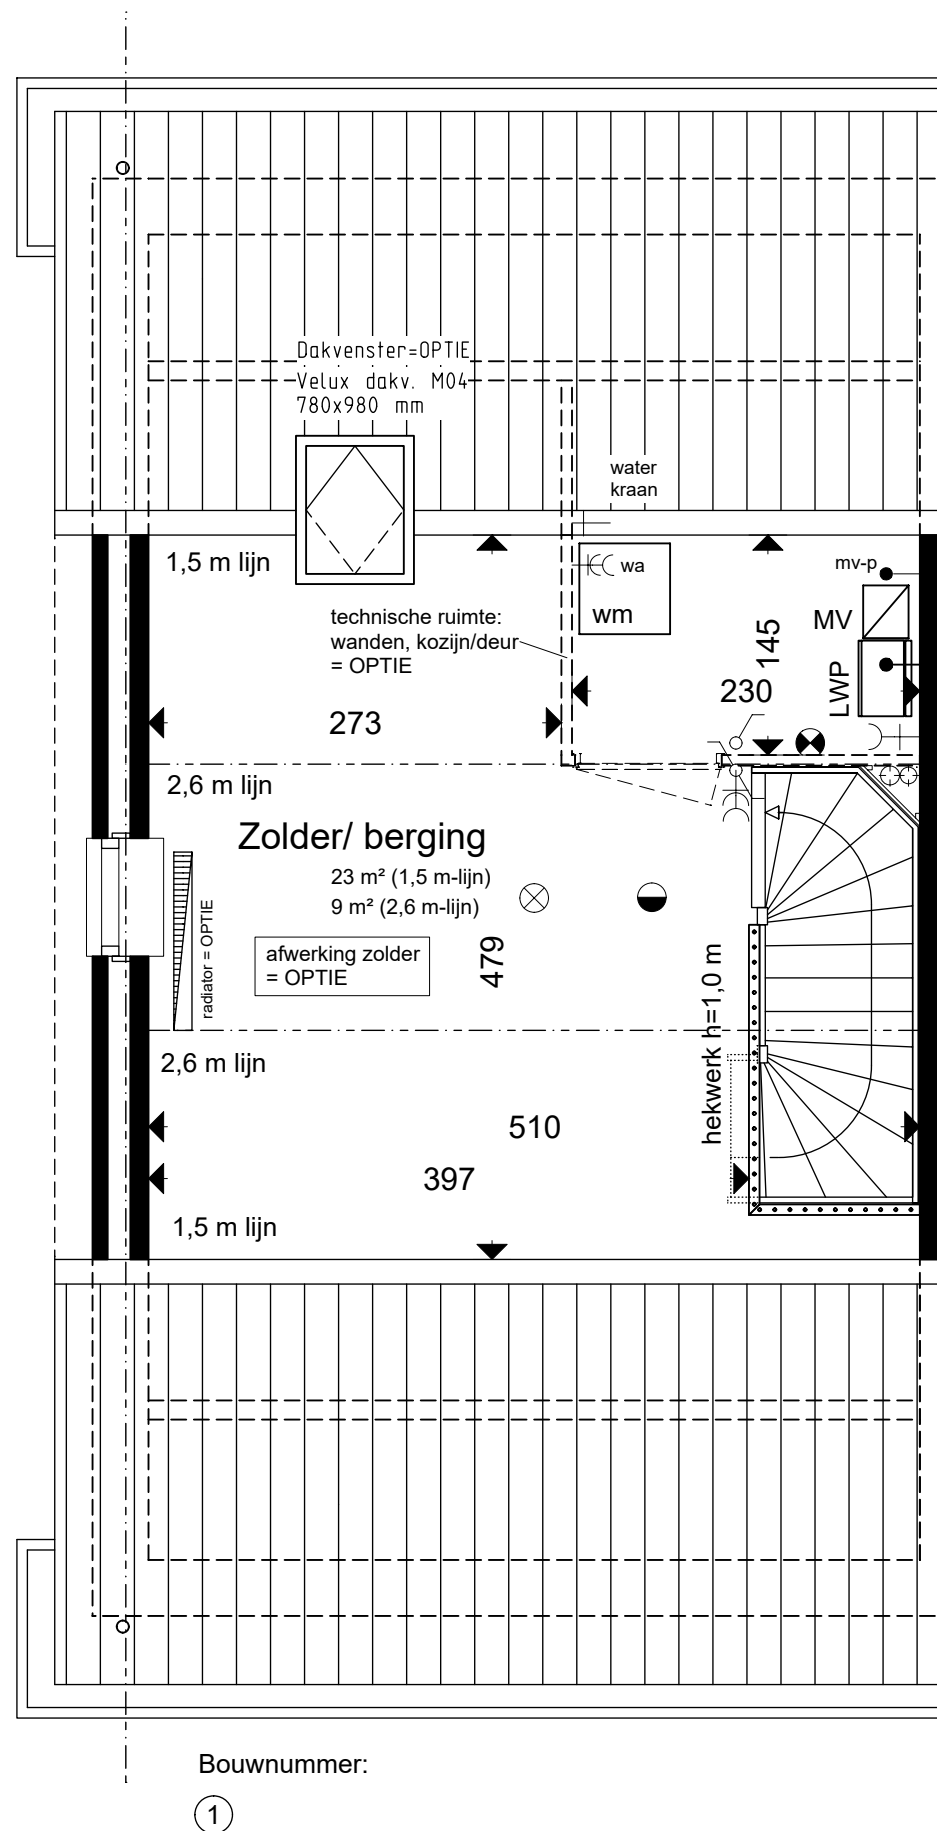 Dakvenster=OPTIE
Velux dakv. M04
780x980 mm
water
kraan
1,5 m lijn
wa
wm
mv-p
technische ruimte:
wanden, kozijn/deur
= OPTIE
MV
145
LWP
230
273
2,6 m lijn
Zolder/ berging
23 m² (1,5 m-lijn)
9 m² (2,6 m-lijn)
radiator = OPTIE
afwerking zolder
= OPTIE
479
hekwerk h=1,0 m
2,6 m lijn
510
397
1,5 m lijn
Bouwnummer:
1